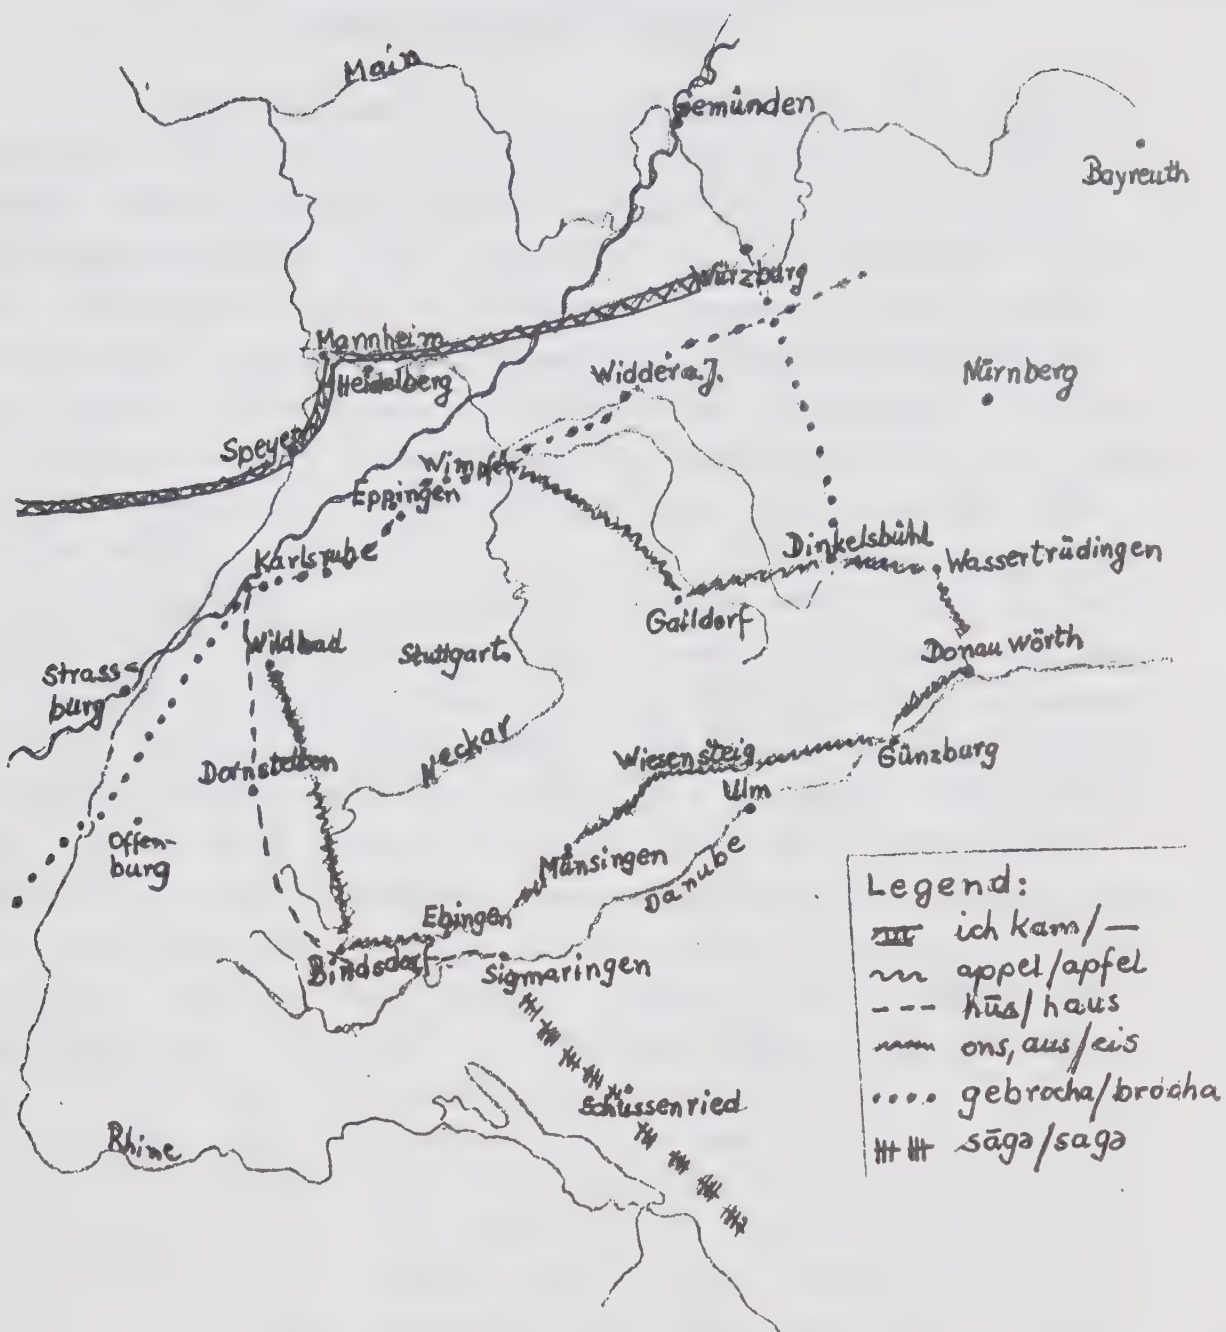 Main
Gemünden
Bayreuth
Würzburg
Mannheim
Heidelberg
Widder a. J.
Nürnberg
Speyer
Wimpfen
Eppingen
Karlsruhe
Dinkelsbühl
Wassertrüdingen
Gaildorf
Wildbad
Stuttgart
Donauwörth
Strass
burg
Neckar
Dornstetten
Wiesensteig
Günzburg
Ulm
Offen-
burg
Münsingen
Danube
Ebingen
Bindsdorf
Sigmaringen
Schussenried
Rhine
Legend:
ich kam/—
appel/apfel
hūs/haus
ons, aus/eis
gebrocha/brocha
sāgə/sagə